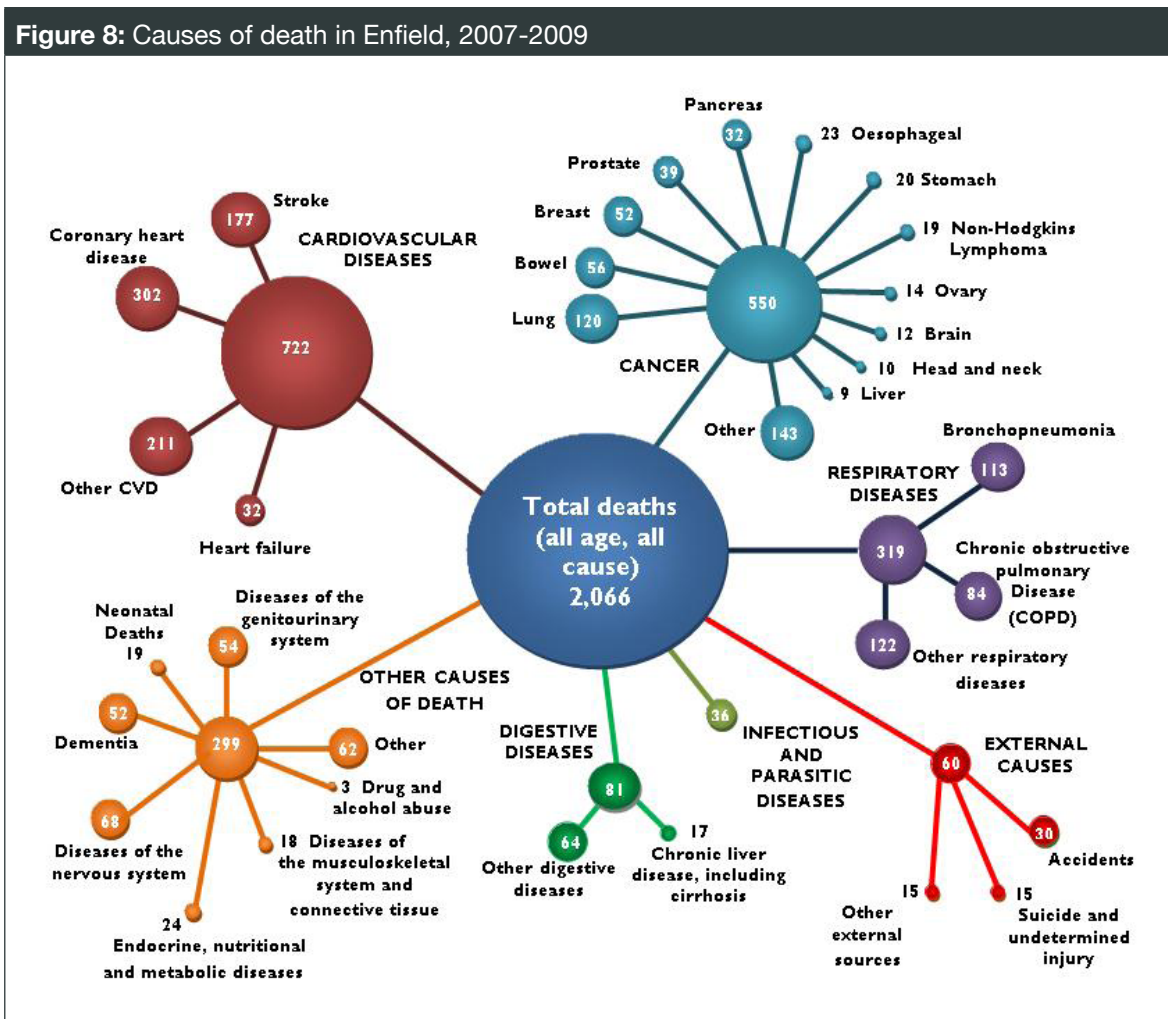 Figure 8: Causes of death in Enfield, 2007-2009
Pancreas
32
23 Oesophageal
Prostate
39
20 Stomach
Breast
52
19 Non-Hodgkins
Lymphoma
Bowel
56
14 Ovary
Lung
120
550
12 Brain
CANCER
10 Head and neck
9 Liver
Other
143
Stroke
177
CARDIOVASCULAR
DISEASES
Coronary heart
disease
302
722
211
Other CVD
32
Heart failure
Total deaths
(all age, all
cause)
2,066
Bronchopneumonia
113
RESPIRATORY
DISEASES
319
Chronic obstructive
pulmonary
Disease
(COPD)
84
122
Other respiratory
diseases
Neonatal
Deaths
19
Diseases of the
genitourinary
system
54
OTHER CAUSES
OF DEATH
52
Dementia
299
62
Other
3 Drug and
alcohol abuse
68
Diseases of the
nervous system
18 Diseases of
the musculoskeletal
system and
connective tissue
24
Endocrine, nutritional
and metabolic diseases
DIGESTIVE
DISEASES
81
64
Other digestive
diseases
17
Chronic liver
disease, including
cirrhosis
36
INFECTIOUS
AND
PARASITIC
DISEASES
60
EXTERNAL
CAUSES
30
Accidents
15
Other
external
sources
15
Suicide and
undetermined
injury